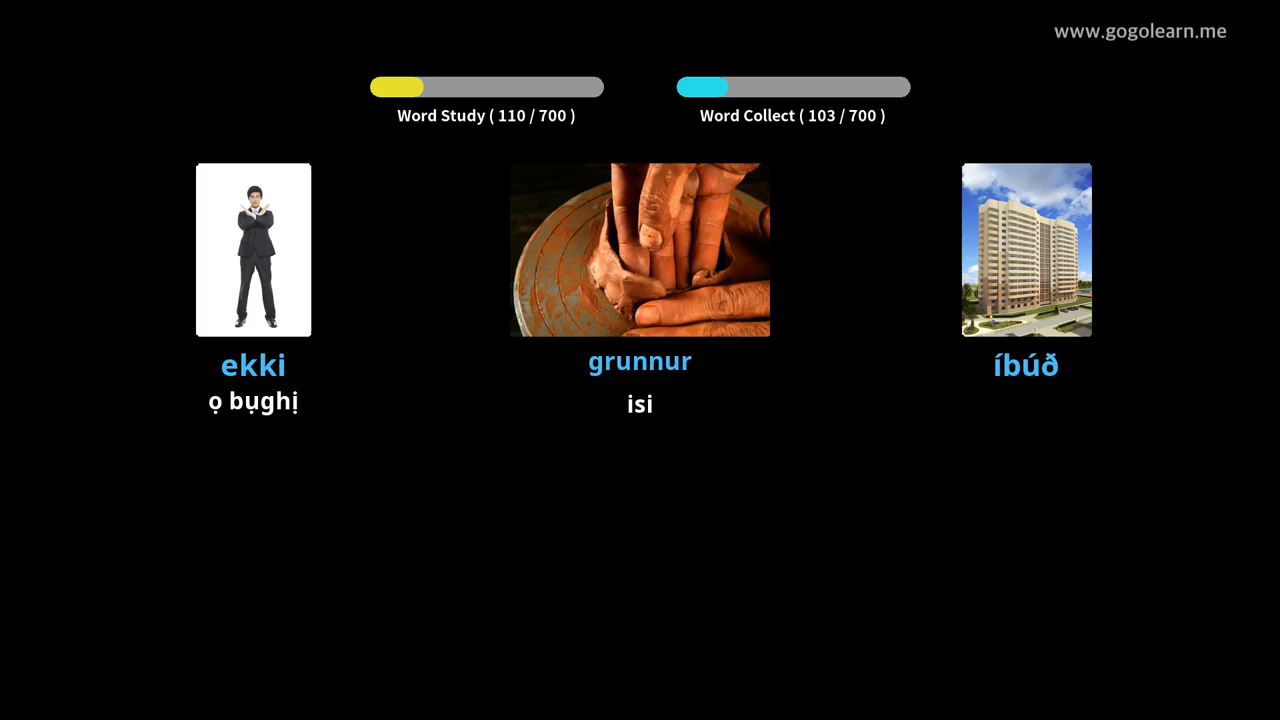 www.gogolearn.me
Word Study ( 110 / 700 )
Word Collect ( 103 / 700 )
ekki
ọ bụghị
grunnur
isi
íbúð